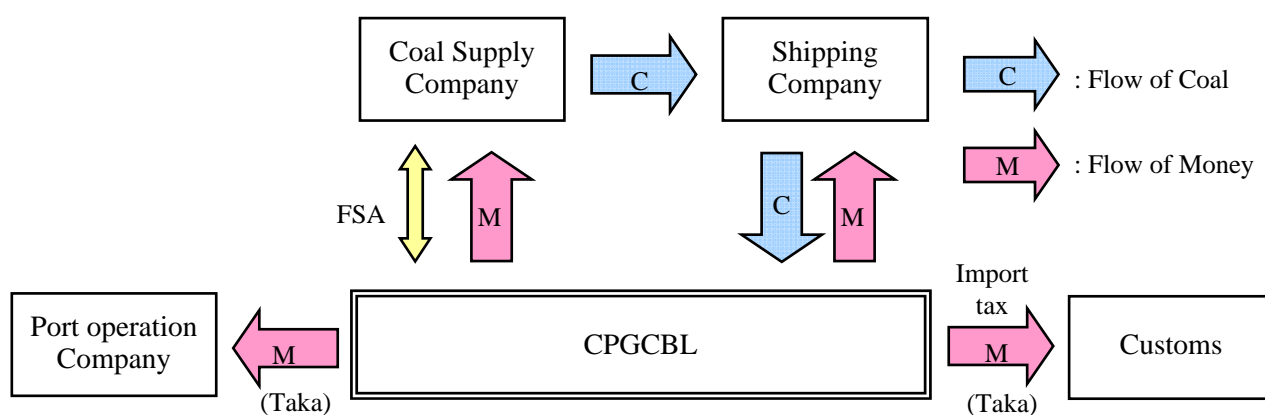 Coal Supply
Company
C
Shipping
Company
C
: Flow of Coal
M
: Flow of Money
FSA
M
C
M
Port operation
Company
M
(Taka)
CPGCBL
Import
tax
M
(Taka)
Customs